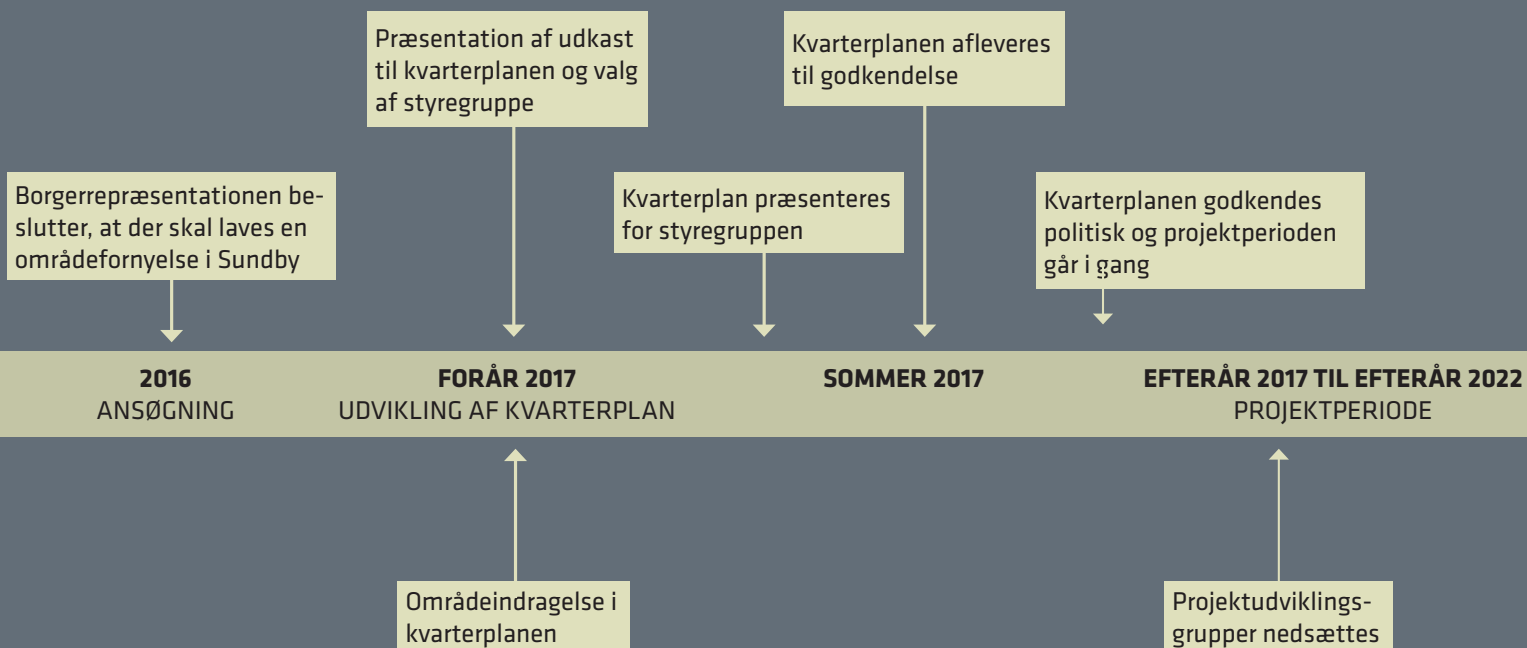 Præsentation af udkast
til kvarterplanen og valg
af styregruppe
Kvarterplanen afleveres
til godkendelse
Borgerrepræsentationen be-
slutter, at der skal laves en
områdefornyelse i Sundby
Kvarterplan præsenteres
for styregruppen
Kvarterplanen godkendes
politisk og projektperioden
går i gang
2016
ANSØGNING
FORÅR 2017
UDVIKLING AF KVARTERPLAN
SOMMER 2017
EFTERÅR 2017 TIL EFTERÅR 2022
PROJEKTPERIODE
Områdeindragelse i
kvarterplanen
Projektudviklings-
grupper nedsættes